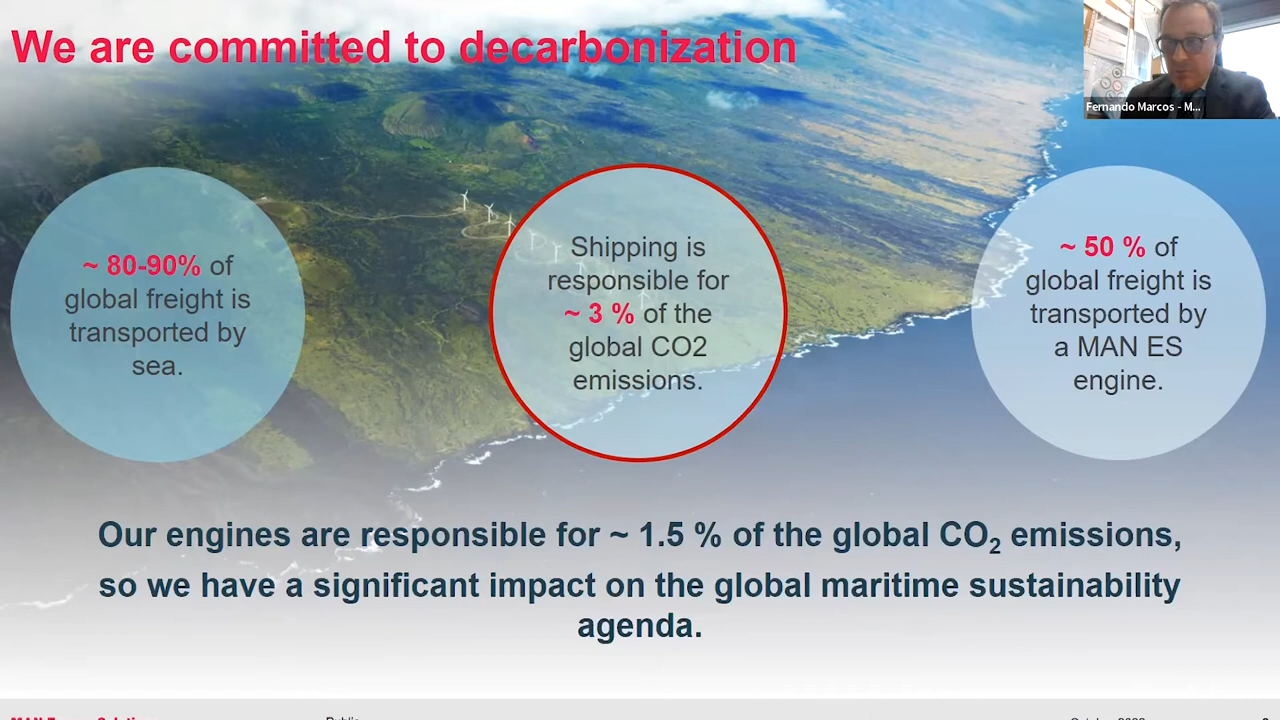 We are committed to decarbonization
Fernando Marcos - M...
~ 80-90% of
global freight is
transported by
sea.
Shipping is
responsible for
~ 3 % of the
global CO2
emissions.
~ 50 % of
global freight is
transported by
a MAN ES
engine.
Our engines are responsible for ~ 1.5 % of the global CO₂ emissions,
so we have a significant impact on the global maritime sustainability
agenda.